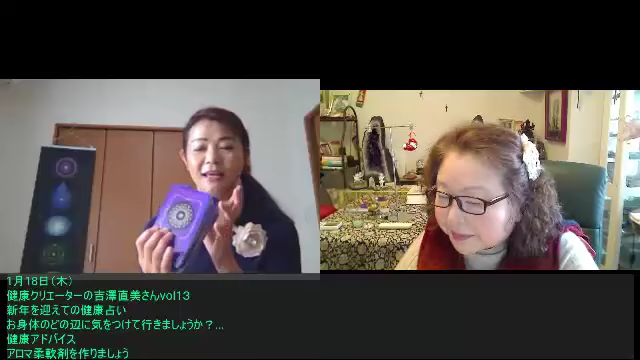 1月18日(木)
健康クリエーターの吉澤直美さんvol13
新年を迎えての健康占い
お身体のどの辺に気をつけて行きましょうか？...
健康アドバイス
アロマ柔軟剤を作りましょう